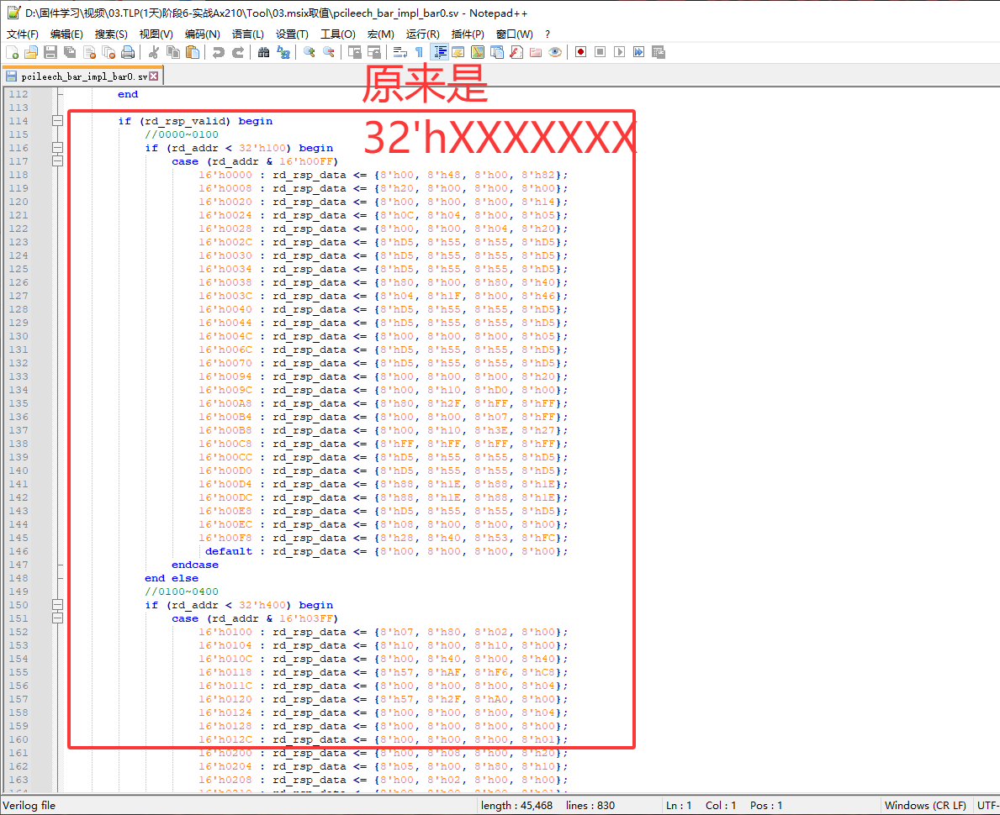 D:\固件学习\视频\03.TLP(1天)阶段6-实战Ax210\Tool\03.msix取值\pcileech_bar_impl_bar0.sv - Notepad++
文件(F) 编辑(E) 搜索(S) 视图(V) 编码(N) 语言(L) 设置(T) 工具(O) 宏(M) 运行(R) 插件(P) 窗口(W) ?
pcileech_bar_impl_bar0.sv
原来是
32'hXXXXXXX
112 end
113
114 if (rd_rsp_valid) begin
115 //0000~0100
116 if (rd_addr < 32'h100) begin
117 case (rd_addr & 16'h00FF)
118 16'h0000 : rd_rsp_data <= {8'h00, 8'h48, 8'h00, 8'h82};
119 16'h0008 : rd_rsp_data <= {8'h20, 8'h00, 8'h00, 8'h00};
120 16'h0020 : rd_rsp_data <= {8'h00, 8'h00, 8'h00, 8'h14};
121 16'h0024 : rd_rsp_data <= {8'h0C, 8'h04, 8'h00, 8'h05};
122 16'h0028 : rd_rsp_data <= {8'h00, 8'h00, 8'h04, 8'h20};
123 16'h002C : rd_rsp_data <= {8'hD5, 8'h55, 8'h55, 8'hD5};
124 16'h0030 : rd_rsp_data <= {8'hD5, 8'h55, 8'h55, 8'hD5};
125 16'h0034 : rd_rsp_data <= {8'hD5, 8'h55, 8'h55, 8'hD5};
126 16'h0038 : rd_rsp_data <= {8'h80, 8'h00, 8'h80, 8'h40};
127 16'h003C : rd_rsp_data <= {8'h04, 8'h1F, 8'h00, 8'h46};
128 16'h0040 : rd_rsp_data <= {8'hD5, 8'h55, 8'h55, 8'hD5};
129 16'h0044 : rd_rsp_data <= {8'hD5, 8'h55, 8'h55, 8'hD5};
130 16'h004C : rd_rsp_data <= {8'h00, 8'h00, 8'h00, 8'h05};
131 16'h006C : rd_rsp_data <= {8'hD5, 8'h55, 8'h55, 8'hD5};
132 16'h0070 : rd_rsp_data <= {8'hD5, 8'h55, 8'h55, 8'hD5};
133 16'h0094 : rd_rsp_data <= {8'h00, 8'h00, 8'h00, 8'h20};
134 16'h009C : rd_rsp_data <= {8'h00, 8'h10, 8'hD0, 8'h00};
135 16'h00A8 : rd_rsp_data <= {8'h80, 8'h2F, 8'hFF, 8'hFF};
136 16'h00B4 : rd_rsp_data <= {8'h00, 8'h00, 8'h07, 8'hFF};
137 16'h00B8 : rd_rsp_data <= {8'h00, 8'h10, 8'h3E, 8'h27};
138 16'h00C8 : rd_rsp_data <= {8'hFF, 8'hFF, 8'hFF, 8'hFF};
139 16'h00CC : rd_rsp_data <= {8'hD5, 8'h55, 8'h55, 8'hD5};
140 16'h00D0 : rd_rsp_data <= {8'hD5, 8'h55, 8'h55, 8'hD5};
141 16'h00D4 : rd_rsp_data <= {8'h88, 8'h1E, 8'h88, 8'h1E};
142 16'h00DC : rd_rsp_data <= {8'h88, 8'h1E, 8'h88, 8'h1E};
143 16'h00E8 : rd_rsp_data <= {8'hD5, 8'h55, 8'h55, 8'hD5};
144 16'h00EC : rd_rsp_data <= {8'h08, 8'h00, 8'h00, 8'h00};
145 16'h00F8 : rd_rsp_data <= {8'h28, 8'h40, 8'h53, 8'hFC};
146 default : rd_rsp_data <= {8'h00, 8'h00, 8'h00, 8'h00};
147 endcase
148 end else
149 //0100~0400
150 if (rd_addr < 32'h400) begin
151 case (rd_addr & 16'h03FF)
152 16'h0100 : rd_rsp_data <= {8'h07, 8'h80, 8'h02, 8'h00};
153 16'h0104 : rd_rsp_data <= {8'h10, 8'h00, 8'h10, 8'h00};
154 16'h010C : rd_rsp_data <= {8'h00, 8'h40, 8'h00, 8'h40};
155 16'h0118 : rd_rsp_data <= {8'h57, 8'hAF, 8'hF6, 8'hC8};
156 16'h011C : rd_rsp_data <= {8'h00, 8'h00, 8'h00, 8'h04};
157 16'h0120 : rd_rsp_data <= {8'h57, 8'h2F, 8'hA0, 8'h00};
158 16'h0124 : rd_rsp_data <= {8'h00, 8'h00, 8'h00, 8'h04};
159 16'h0128 : rd_rsp_data <= {8'h00, 8'h00, 8'h00, 8'h00};
160 16'h012C : rd_rsp_data <= {8'h00, 8'h00, 8'h00, 8'h01};
161 16'h0200 : rd_rsp_data <= {8'h00, 8'h08, 8'h00, 8'h20};
162 16'h0204 : rd_rsp_data <= {8'h05, 8'h00, 8'h80, 8'h10};
163 16'h0208 : rd_rsp_data <= {8'h00, 8'h02, 8'h00, 8'h00};
Verilog file length : 45,468 lines : 830 Ln : 1 Col : 1 Pos : 1 Windows (CR LF) UTF-